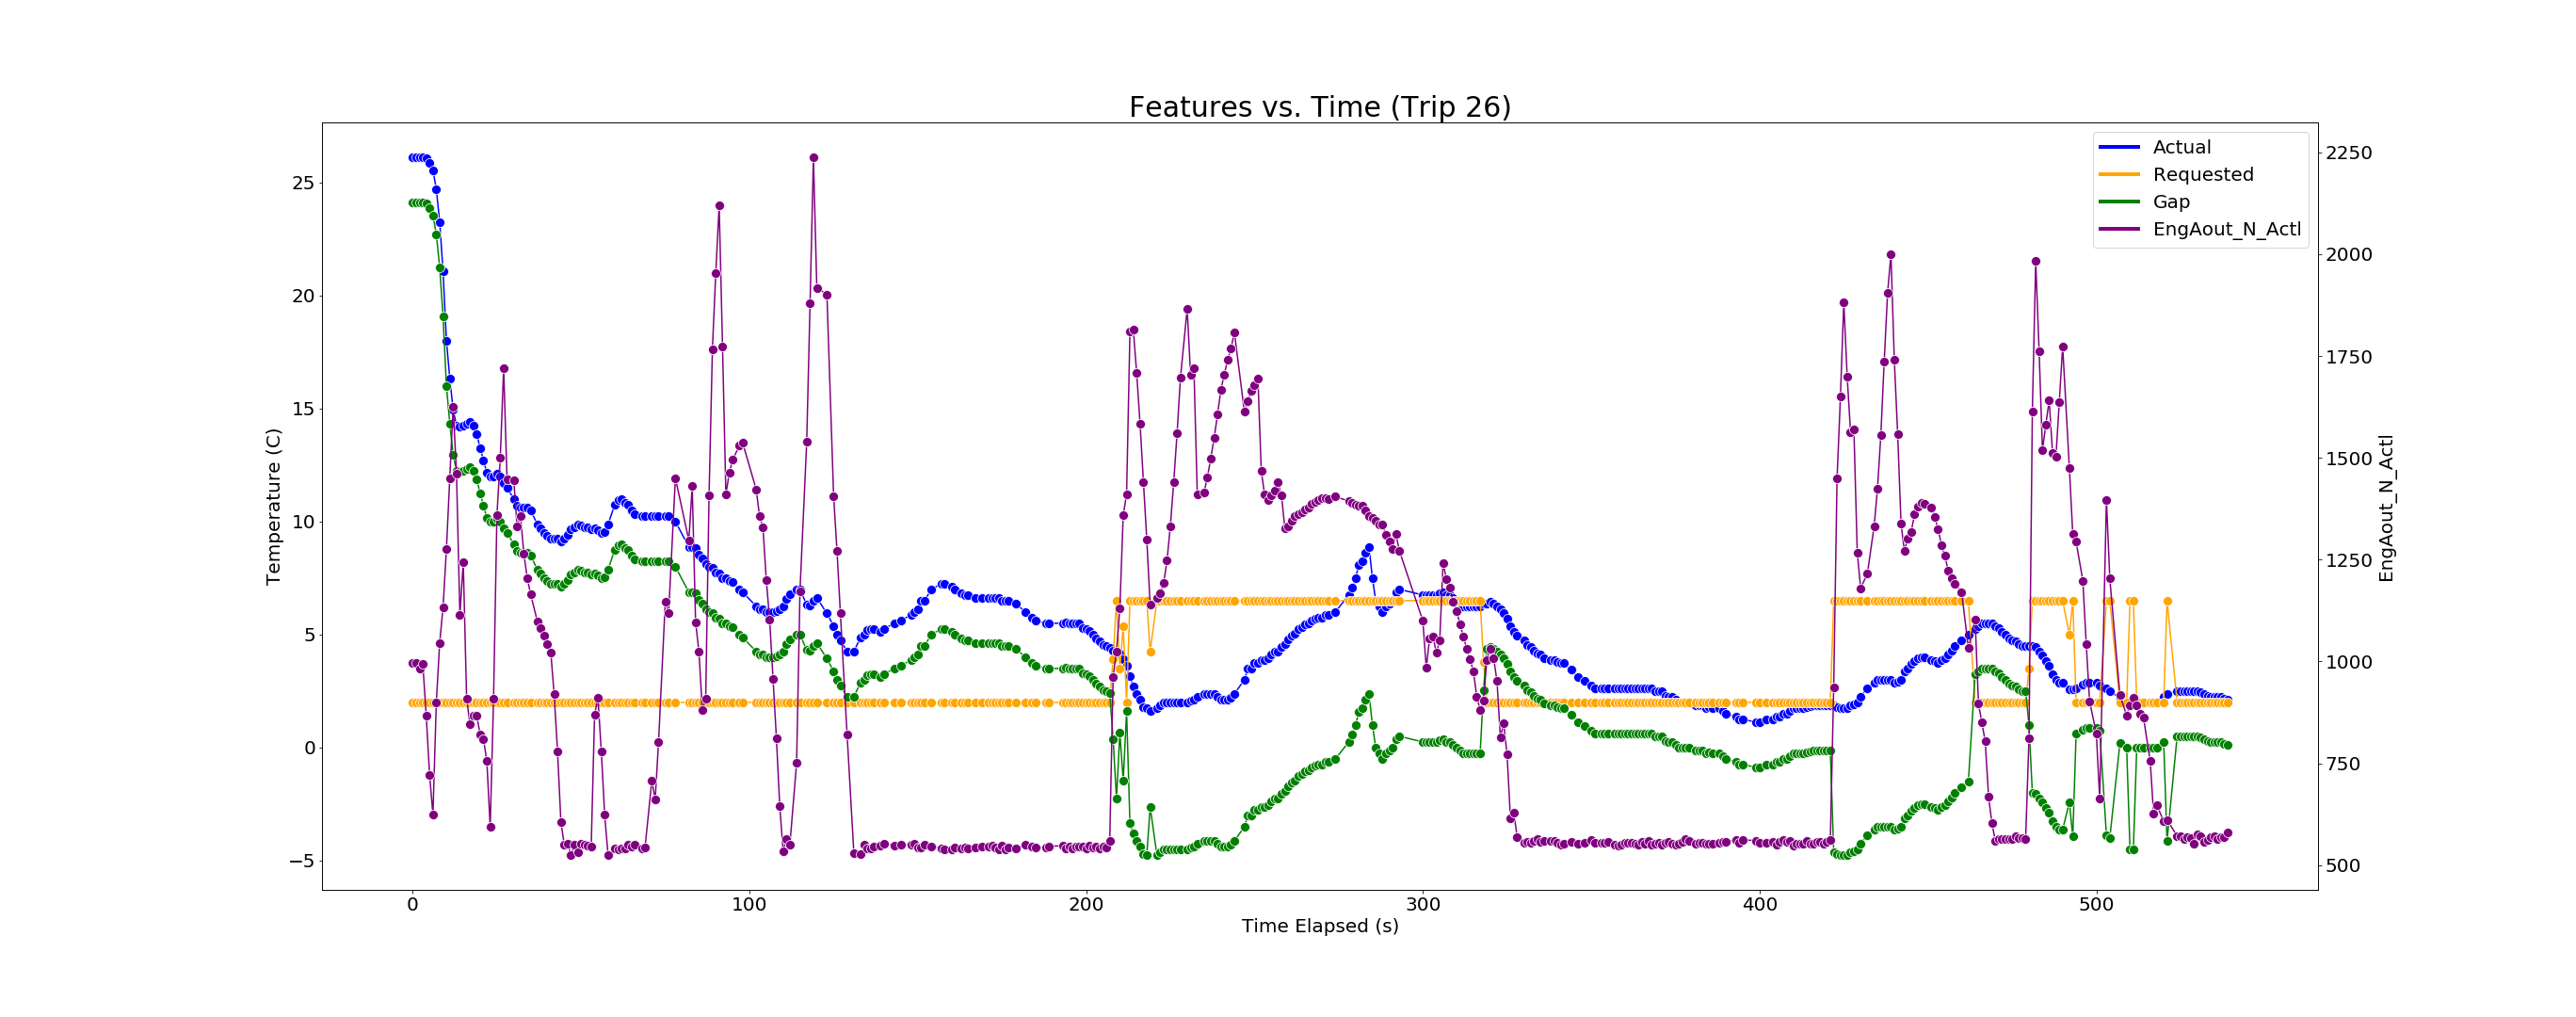 Features vs. Time (Trip 26)
Actual
Requested
Gap
EngAout_N_Actl
Temperature (C)
25
20
15
10
5
0
−5
2250
2000
1750
1500
1250
1000
750
500
EngAout_N_Actl
0 100 200 300 400 500
Time Elapsed (s)